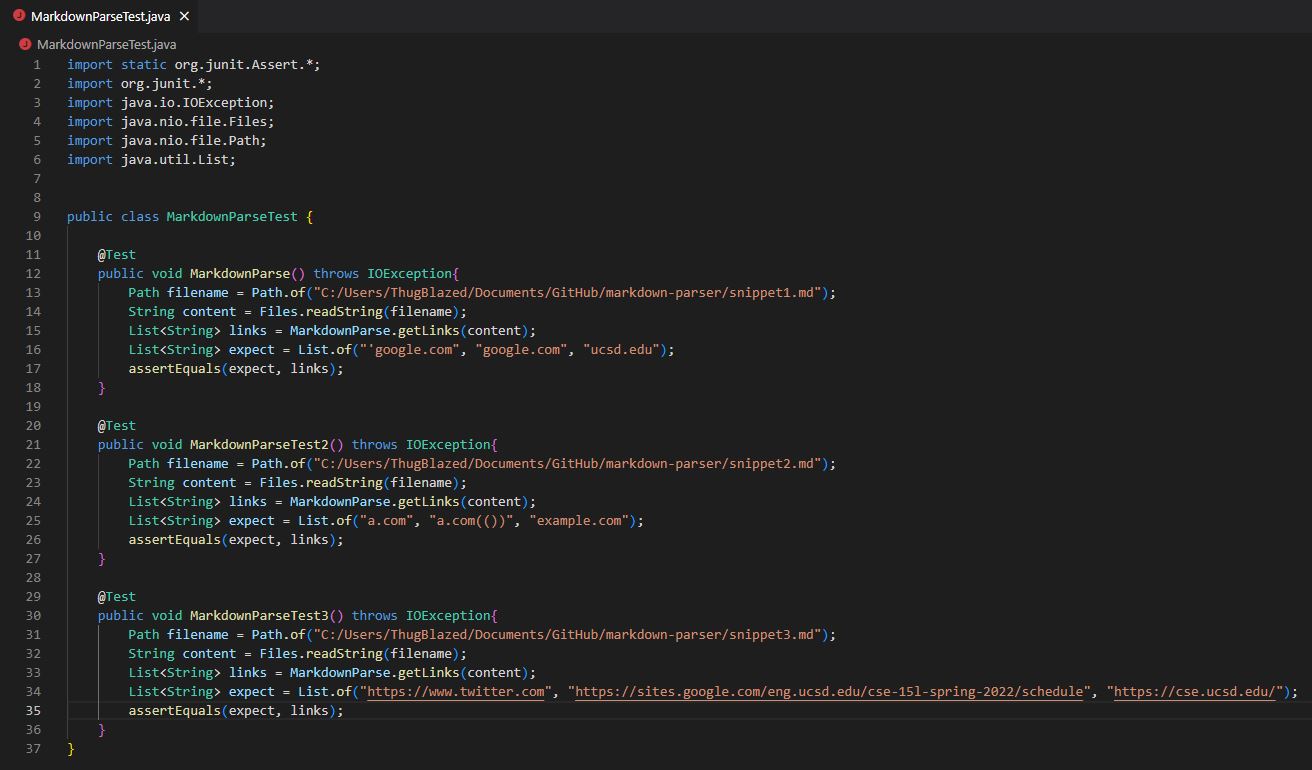 MarkdownParseTest.java ×
MarkdownParseTest.java
1 import static org.junit.Assert.*;
2 import org.junit.*;
3 import java.io.IOException;
4 import java.nio.file.Files;
5 import java.nio.file.Path;
6 import java.util.List;
7
8
9 public class MarkdownParseTest {
10
11     @Test
12     public void MarkdownParse() throws IOException{
13         Path filename = Path.of("C:/Users/ThugBlazed/Documents/GitHub/markdown-parser/snippet1.md");
14         String content = Files.readString(filename);
15         List<String> links = MarkdownParse.getLinks(content);
16         List<String> expect = List.of("'google.com", "google.com", "ucsd.edu");
17         assertEquals(expect, links);
18     }
19
20     @Test
21     public void MarkdownParseTest2() throws IOException{
22         Path filename = Path.of("C:/Users/ThugBlazed/Documents/GitHub/markdown-parser/snippet2.md");
23         String content = Files.readString(filename);
24         List<String> links = MarkdownParse.getLinks(content);
25         List<String> expect = List.of("a.com", "a.com(())", "example.com");
26         assertEquals(expect, links);
27     }
28
29     @Test
30     public void MarkdownParseTest3() throws IOException{
31         Path filename = Path.of("C:/Users/ThugBlazed/Documents/GitHub/markdown-parser/snippet3.md");
32         String content = Files.readString(filename);
33         List<String> links = MarkdownParse.getLinks(content);
34         List<String> expect = List.of("https://www.twitter.com", "https://sites.google.com/eng.ucsd.edu/cse-15l-spring-2022/schedule", "https://cse.ucsd.edu/");
35         assertEquals(expect, links);
36     }
37 }